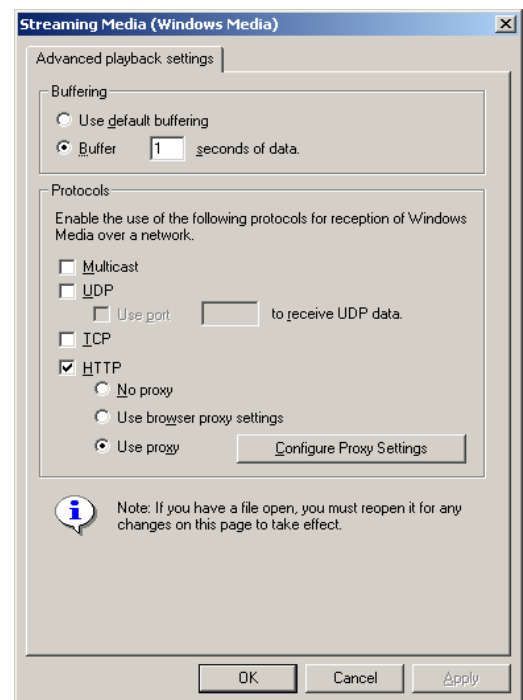 Streaming Media (Windows Media)
Advanced playback settings
Buffering
Use default buffering
Buffer 1 seconds of data.
Protocols
Enable the use of the following protocols for reception of Windows
Media over a network.
Multicast
UDP
Use port to receive UDP data.
TCP
HTTP
No proxy
Use browser proxy settings
Use proxy Configure Proxy Settings
Note: If you have a file open, you must reopen it for any
changes on this page to take effect.
OK Cancel Apply